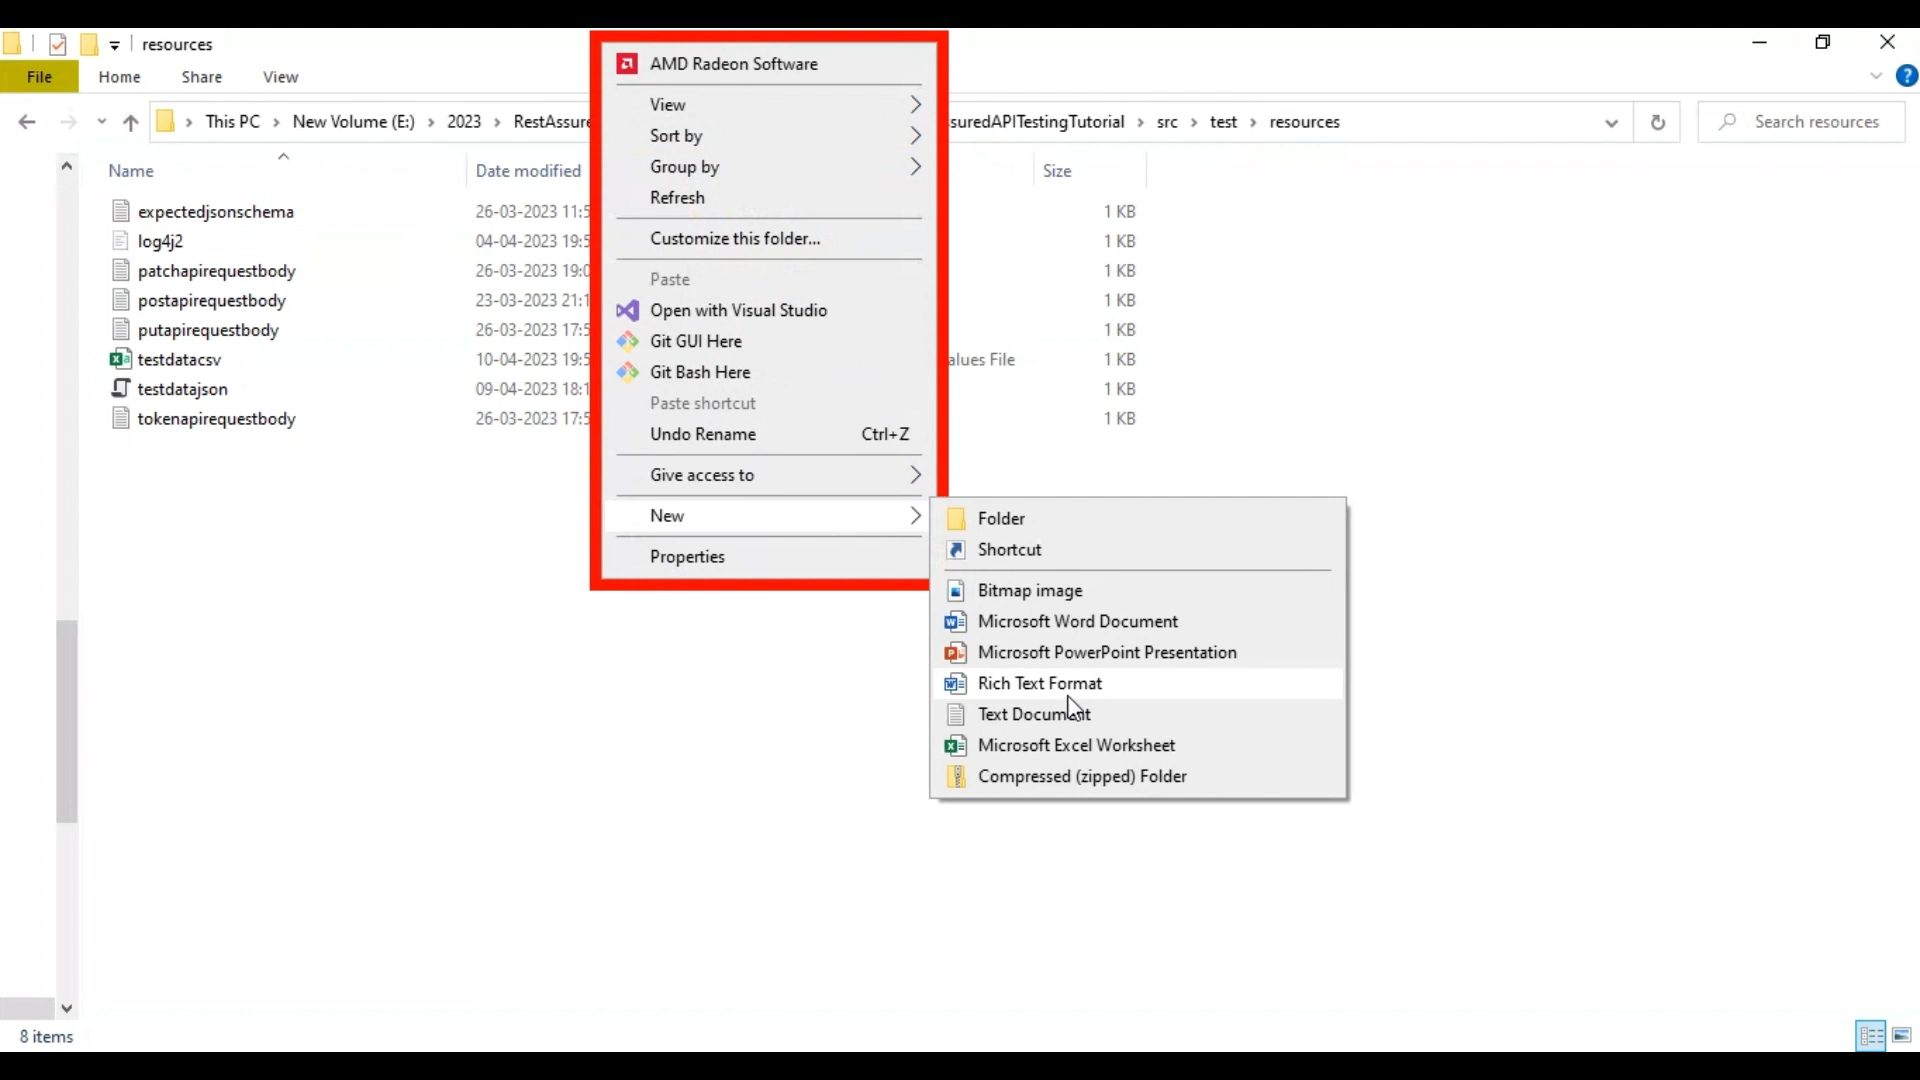 resources
File Home Share View
This PC New Volume (E:) 2023 RestAssure suredAPITestingTutorial src test resources
Search resources
Name Date modified Size
expectedjsonschema 26-03-2023 11:5 1 KB
log4j2 04-04-2023 19:5 1 KB
patchapirequestbody 26-03-2023 19:0 1 KB
postapirequestbody 23-03-2023 21:1 1 KB
putapirequestbody 26-03-2023 17:5 1 KB
testdatacsv 10-04-2023 19:5 alues File 1 KB
testdatajson 09-04-2023 18:1 1 KB
tokenapirequestbody 26-03-2023 17:5 1 KB
AMD Radeon Software
View
Sort by
Group by
Refresh
Customize this folder...
Paste
Open with Visual Studio
Git GUI Here
Git Bash Here
Paste shortcut
Undo Rename Ctrl+Z
Give access to
New
Properties
Folder
Shortcut
Bitmap image
Microsoft Word Document
Microsoft PowerPoint Presentation
Rich Text Format
Text Document
Microsoft Excel Worksheet
Compressed (zipped) Folder
8 items